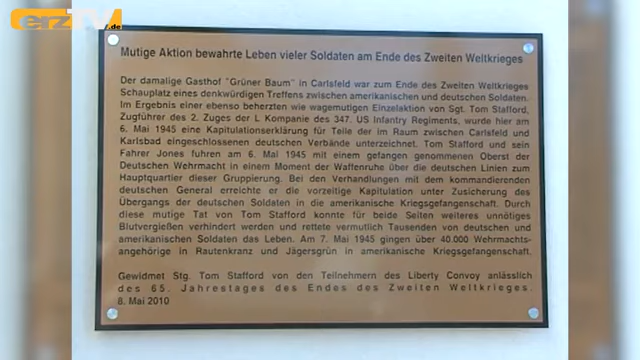 erzTV
.de
Mutige Aktion bewahrte Leben vieler Soldaten am Ende des Zweiten Weltkrieges
Der damalige Gasthof "Grüner Baum" in Carlsfeld war zum Ende des Zweiten Weltkrieges
Schauplatz eines denkwürdigen Treffens zwischen amerikanischen und deutschen Soldaten.
Im Ergebnis einer ebenso beherzten wie wagemutigen Einzelaktion von Sgt. Tom Stafford,
Zugführer des 2. Zuges der L Kompanie des 347. US Infantry Regiments, wurde hier am
6. Mai 1945 eine Kapitulationserklärung für Teile der im Raum zwischen Carlsfeld und
Karlsbad eingeschlossenen deutschen Verbände unterzeichnet. Tom Stafford und sein
Fahrer Jones fuhren am 6. Mai 1945 mit einem gefangen genommenen Oberst der
Deutschen Wehrmacht in einem Moment der Waffenruhe über die deutschen Linien zum
Hauptquartier dieser Gruppierung. Bei den Verhandlungen mit dem kommandierenden
deutschen General erreichte er die vorzeitige Kapitulation unter Zusicherung des
Übergangs der deutschen Soldaten in die amerikanische Kriegsgefangenschaft. Durch
diese mutige Tat von Tom Stafford konnte für beide Seiten weiteres unnötiges
Blutvergießen verhindert werden und rettete vermutlich Tausenden von deutschen und
amerikanischen Soldaten das Leben. Am 7. Mai 1945 gingen über 40.000 Wehrmachts-
angehörige in Rautenkranz und Jägersgrün in amerikanische Kriegsgefangenschaft.
Gewidmet Stg. Tom Stafford von den Teilnehmern des Liberty Convoy anlässlich
des 65. Jahrestages des Endes des Zweiten Weltkrieges.
8. Mai 2010